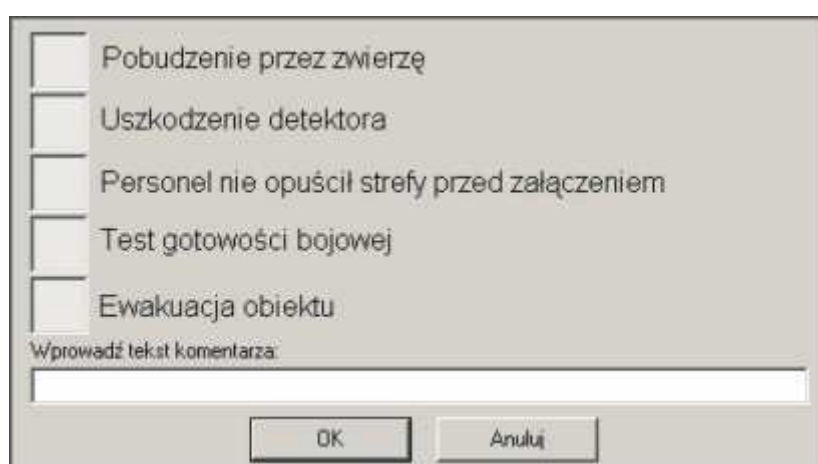 Pobudzenie przez zwierzę
Uszkodzenie detektora
Personel nie opuścił strefy przed załączeniem
Test gotowości bojowej
Ewakuacja obiektu
Wprowadź tekst komentarza:
OK Anuluj